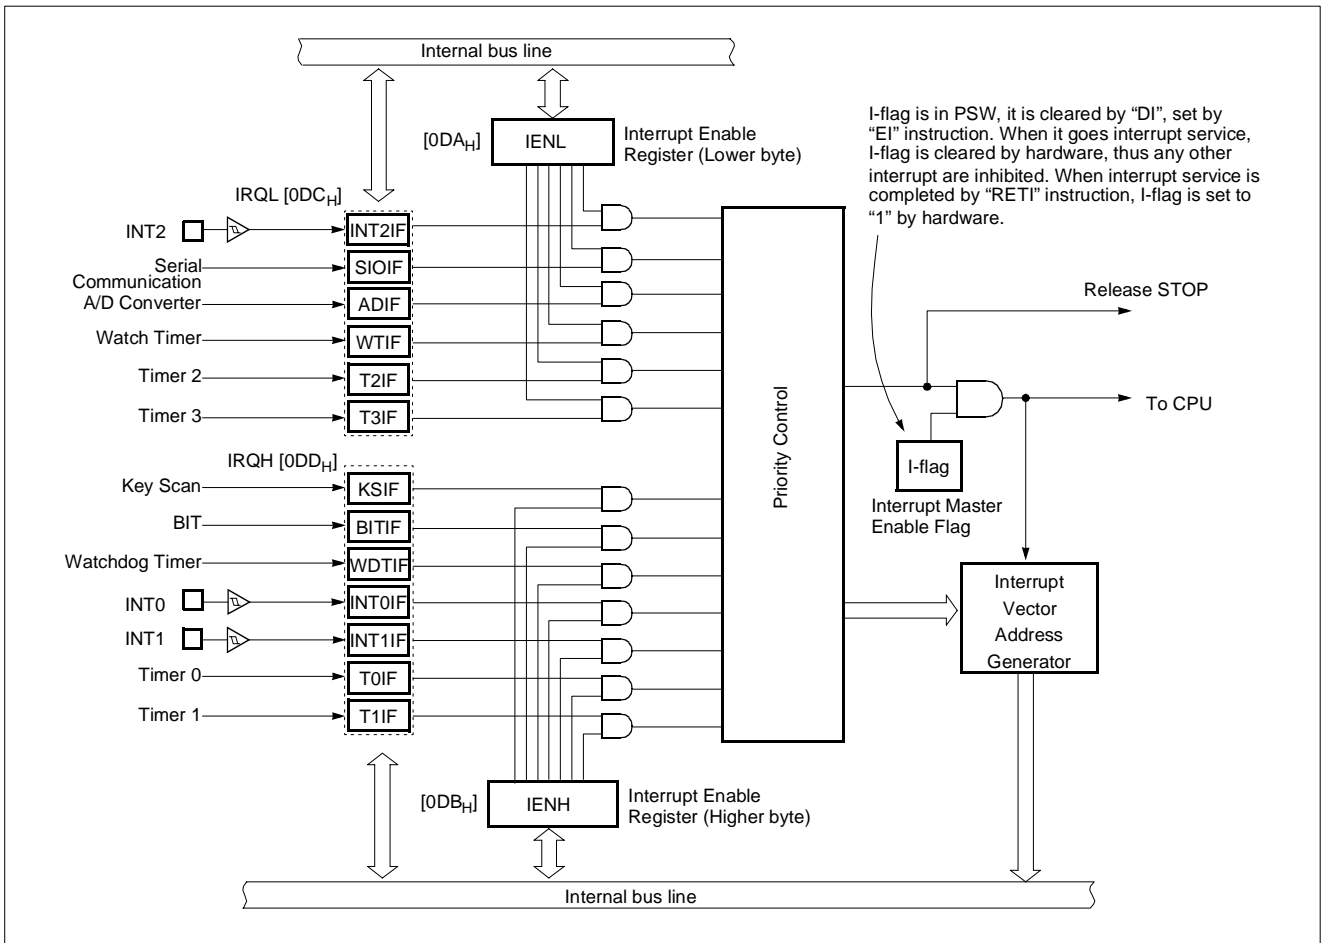 Internal bus line
I-flag is in PSW, it is cleared by “DI”, set by
“EI” instruction. When it goes interrupt service,
I-flag is cleared by hardware, thus any other
interrupt are inhibited. When interrupt service is
completed by “RETI” instruction, I-flag is set to
“1” by hardware.
[0DAH]
IENL
Interrupt Enable
Register (Lower byte)
IRQL [0DCH]
INT2
INT2IF
Serial
Communication
SIOIF
A/D Converter
ADIF
Watch Timer
WTIF
Timer 2
T2IF
Timer 3
T3IF
Release STOP
To CPU
Priority Control
I-flag
Interrupt Master
Enable Flag
IRQH [0DDH]
Key Scan
KSIF
BIT
BITIF
Watchdog Timer
WDTIF
INT0
INT0IF
INT1
INT1IF
Timer 0
T0IF
Timer 1
T1IF
Interrupt
Vector
Address
Generator
[0DBH]
IENH
Interrupt Enable
Register (Higher byte)
Internal bus line